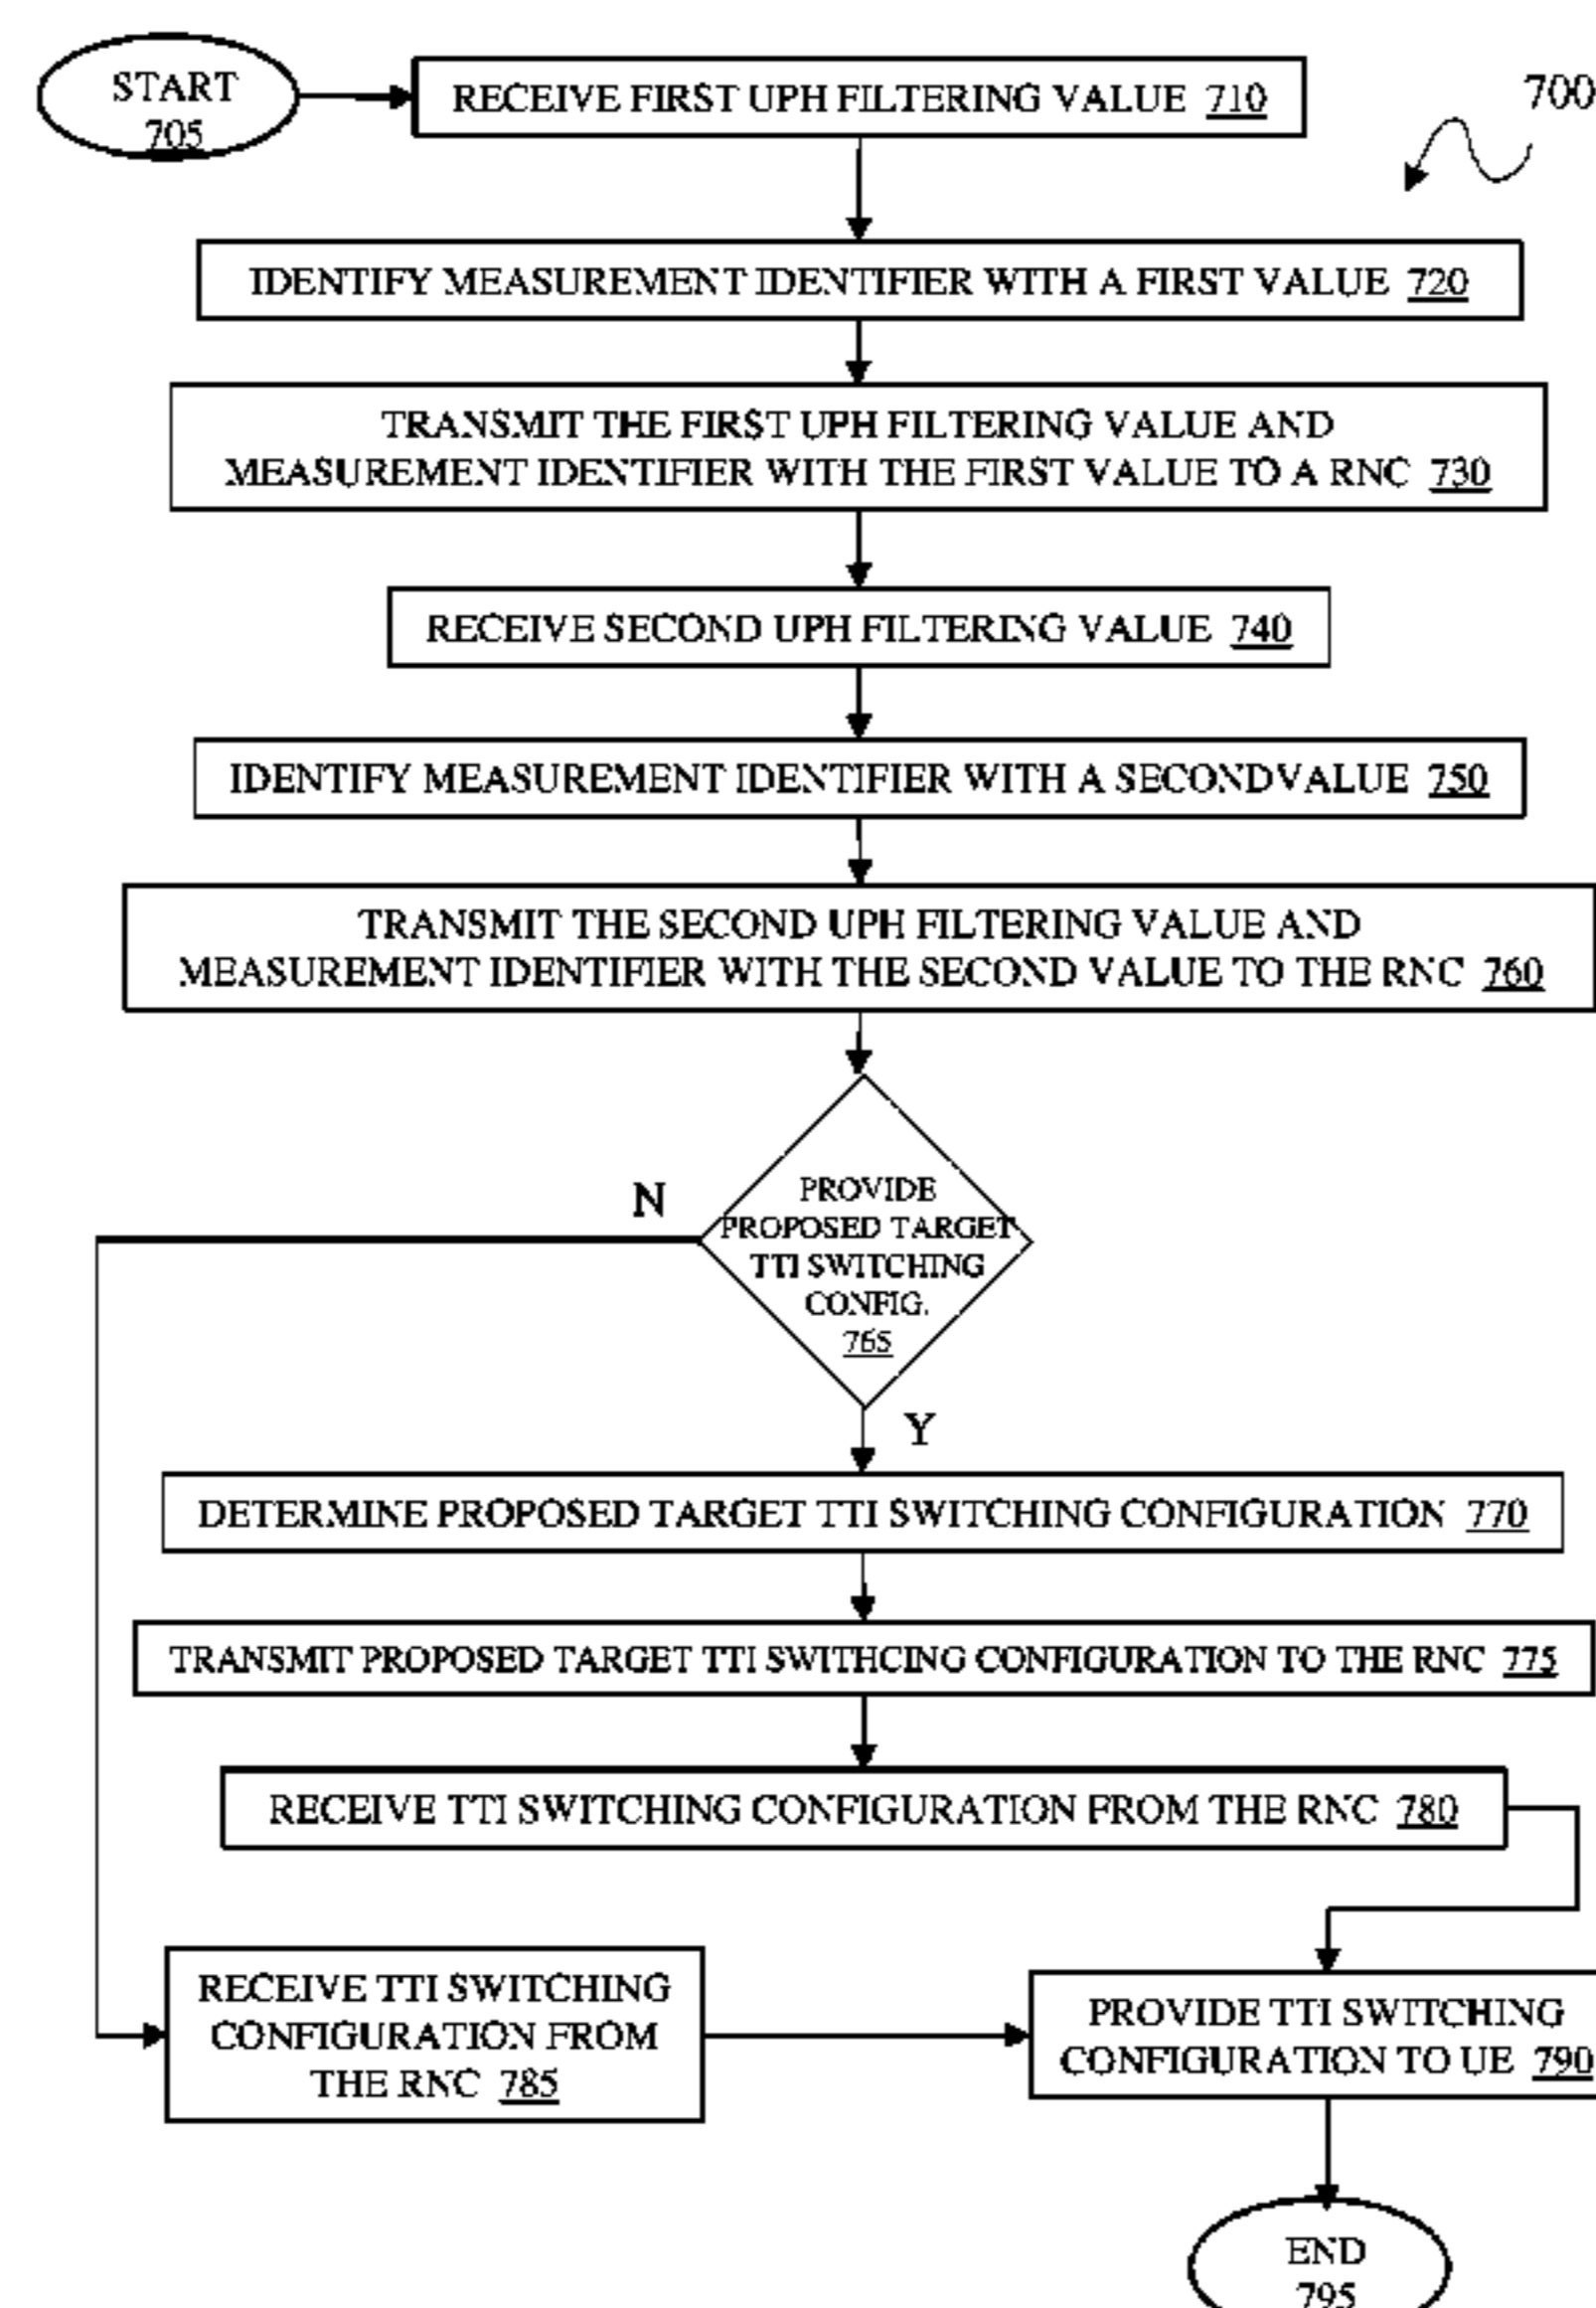 START
705
RECEIVE FIRST UPH FILTERING VALUE 710
700
IDENTIFY MEASUREMENT IDENTIFIER WITH A FIRST VALUE 720
TRANSMIT THE FIRST UPH FILTERING VALUE AND
MEASUREMENT IDENTIFIER WITH THE FIRST VALUE TO A RNC 730
RECEIVE SECOND UPH FILTERING VALUE 740
IDENTIFY MEASUREMENT IDENTIFIER WITH A SECONDVALUE 750
TRANSMIT THE SECOND UPH FILTERING VALUE AND
MEASUREMENT IDENTIFIER WITH THE SECOND VALUE TO THE RNC 760
N
PROVIDE
PROPOSED TARGET
TTI SWITCHING
CONFIG.
765
Y
DETERMINE PROPOSED TARGET TTI SWITCHING CONFIGURATION 770
TRANSMIT PROPOSED TARGET TTI SWITHCING CONFIGURATION TO THE RNC 775
RECEIVE TTI SWITCHING CONFIGURATION FROM THE RNC 780
RECEIVE TTI SWITCHING
CONFIGURATION FROM
THE RNC 785
PROVIDE TTI SWITCHING
CONFIGURATION TO UE 790
END
795